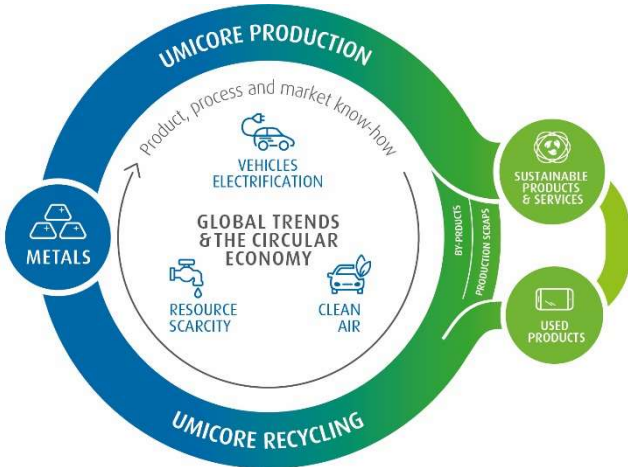 UMICORE PRODUCTION
Product, process and market know-how
VEHICLES
ELECTRIFICATION
GLOBAL TRENDS
& THE CIRCULAR
ECONOMY
METALS
RESOURCE
SCARCITY
CLEAN
AIR
BY-PRDUCTS
PRODUCTION SCRAPS
SUSTAINABLE
PRODUCTS
& SERVICES
USED
PRODUCTS
UMICORE RECYCLING